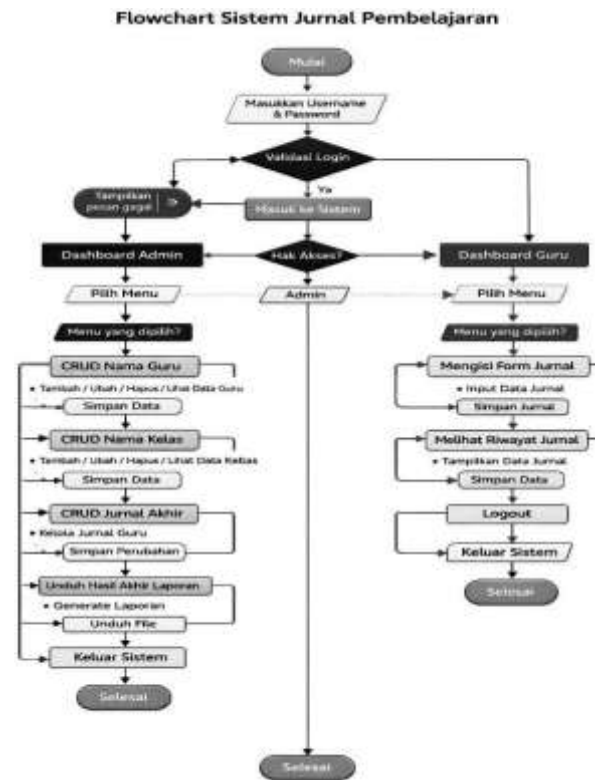 Flowchart Sistem Jurnal Pembelajaran
Mulai
Masukkan Username
& Password
Validasi Login
Ya
Tampilkan
pesan gagal
Masuk ke Sistem
Dashboard Admin
Hak Akses?
Dashboard Guru
Pilih Menu
Admin
Pilih Menu
Menu yang dipilih?
Menu yang dipilih?
CRUD Nama Guru
• Tambah / Ubah / Hapus / Lihat Data Guru
Simpan Data
CRUD Nama Kelas
• Tambah / Ubah / Hapus / Lihat Data
Simpan Data
CRUD Jurnal Akhir
• Kelola Jurnal Guru
Simpan Perubahan
Unduh Hasil Akhir Laporan
• Generate Laporan
Unduh File
Keluar Sistem
Selesai
Mengisi Form Jurnal
• Input Data Jurnal
Simpan Jurnal
Melihat Riwayat Jurnal
• Tampilkan Data Jurnal
Simpan Data
Logout
Keluar Sistem
Selesai
Selesai